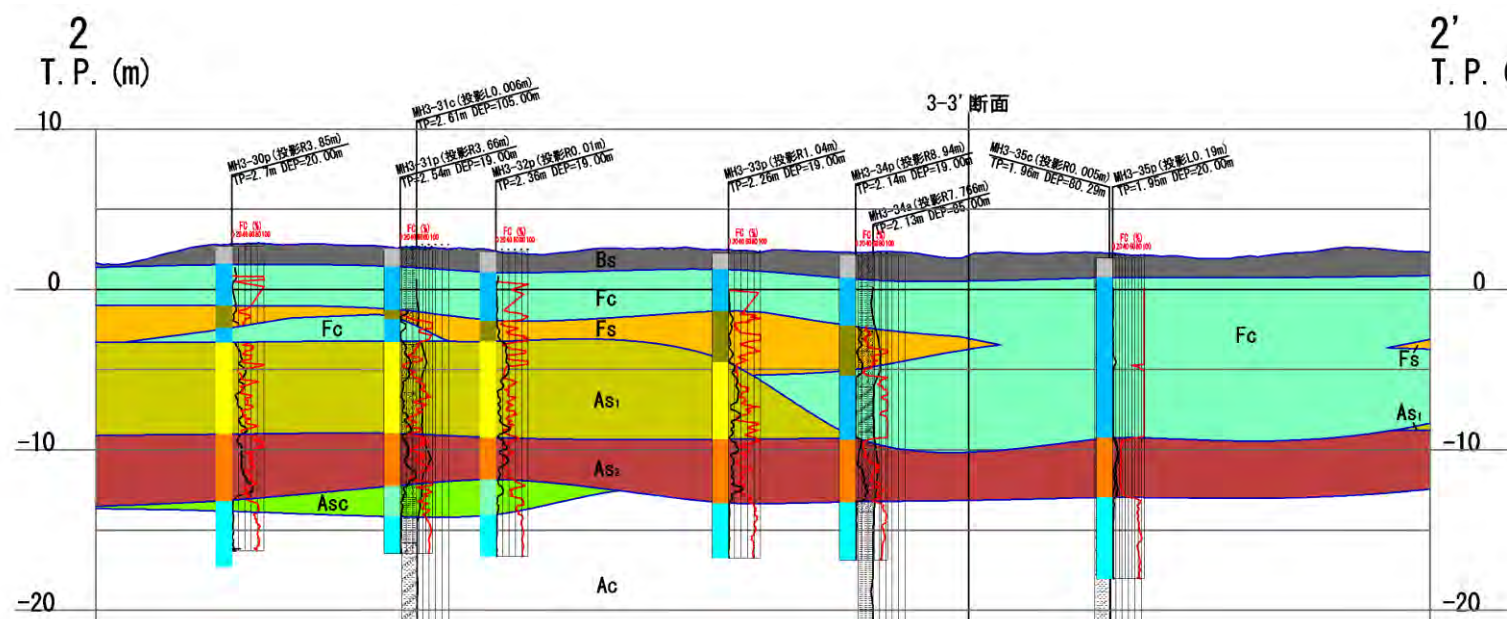 2
T.P. (m)
2'
T.P.
MH3-31c(投影L0.006m)
TP=2.61m DEP=105.00m
3-3'断面
10
10
MH3-30p(投影R3.85m)
TP=2.7m DEP=20.00m
MH3-31p(投影R3.66m)
TP=2.54m DEP=19.00m
MH3-32p(投影R0.01m)
TP=2.36m DEP=19.00m
MH3-33p(投影R1.04m)
TP=2.26m DEP=19.00m
MH3-34p(投影R8.94m)
TP=2.14m DEP=19.00m
MH3-34a(投影R7.766m)
TP=2.13m DEP=85.00m
MH3-35c(投影R0.005m)
TP=1.96m DEP=80.29m
MH3-35p(投影L0.19m)
TP=1.95m DEP=20.00m
FC (%)
FC (%)
FC (%)
FC (%)
FC (%)
Bs
0
0
Fc
Fc
Fs
Fc
Fs
As₁
As₁
-10
-10
As₂
Asc
Ac
-20
-20